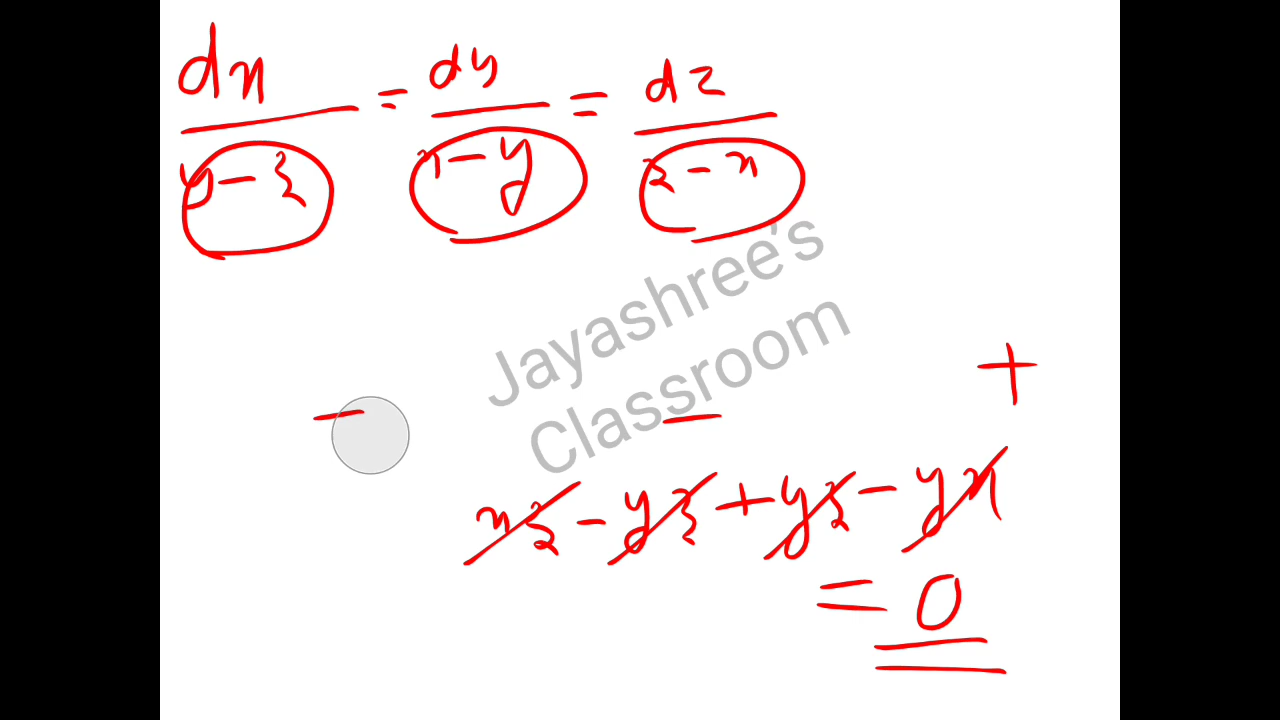 dx = dy = dz
y-z x-y z-x
Jayashree's
Classroom
- - +
xz - yz + yz - yx
= 0